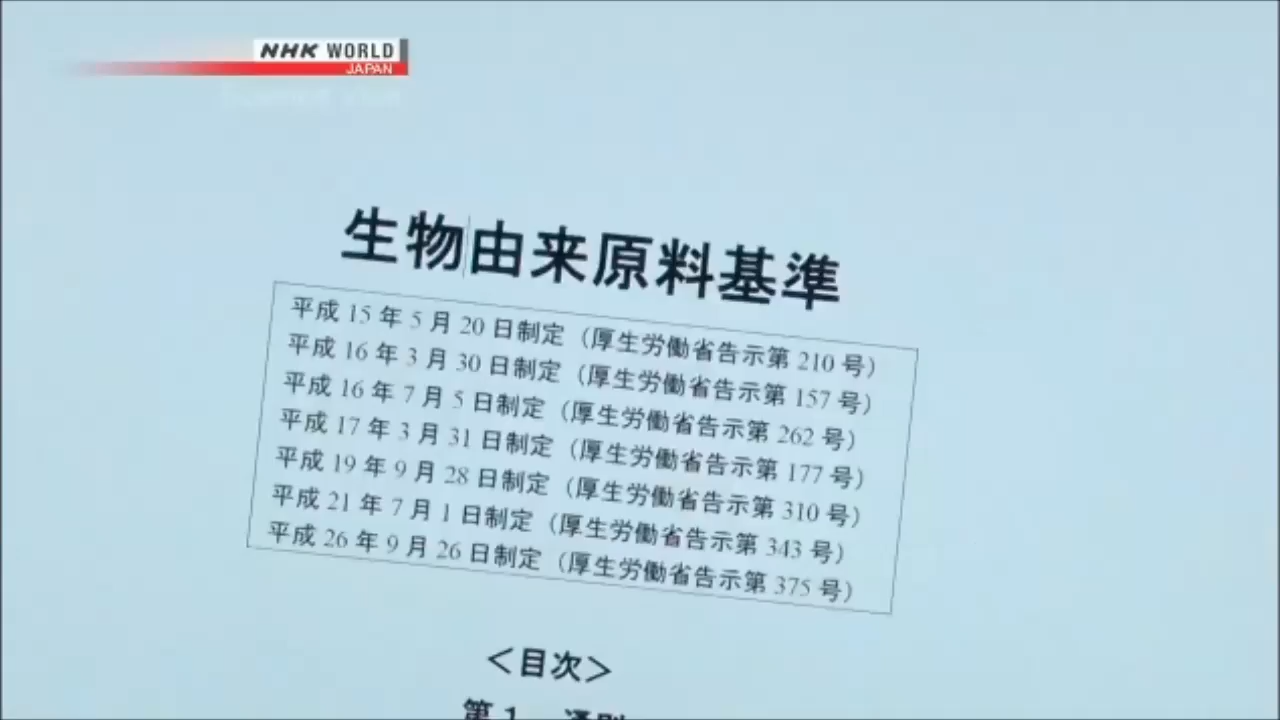 NHK WORLD
JAPAN
生物由来原料基準
平成 15 年 5 月 20 日制定（厚生労働省告示第 210 号）
平成 16 年 3 月 30 日制定（厚生労働省告示第 157 号）
平成 16 年 7 月 5 日制定（厚生労働省告示第 262 号）
平成 17 年 3 月 31 日制定（厚生労働省告示第 177 号）
平成 19 年 9 月 28 日制定（厚生労働省告示第 310 号）
平成 21 年 7 月 1 日制定（厚生労働省告示第 343 号）
平成 26 年 9 月 26 日制定（厚生労働省告示第 375 号）
＜目次＞
第 1 通則